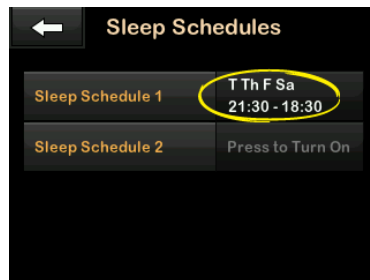 Sleep Schedules
Sleep Schedule 1
T Th F Sa
21:30 - 18:30
Sleep Schedule 2
Press to Turn On